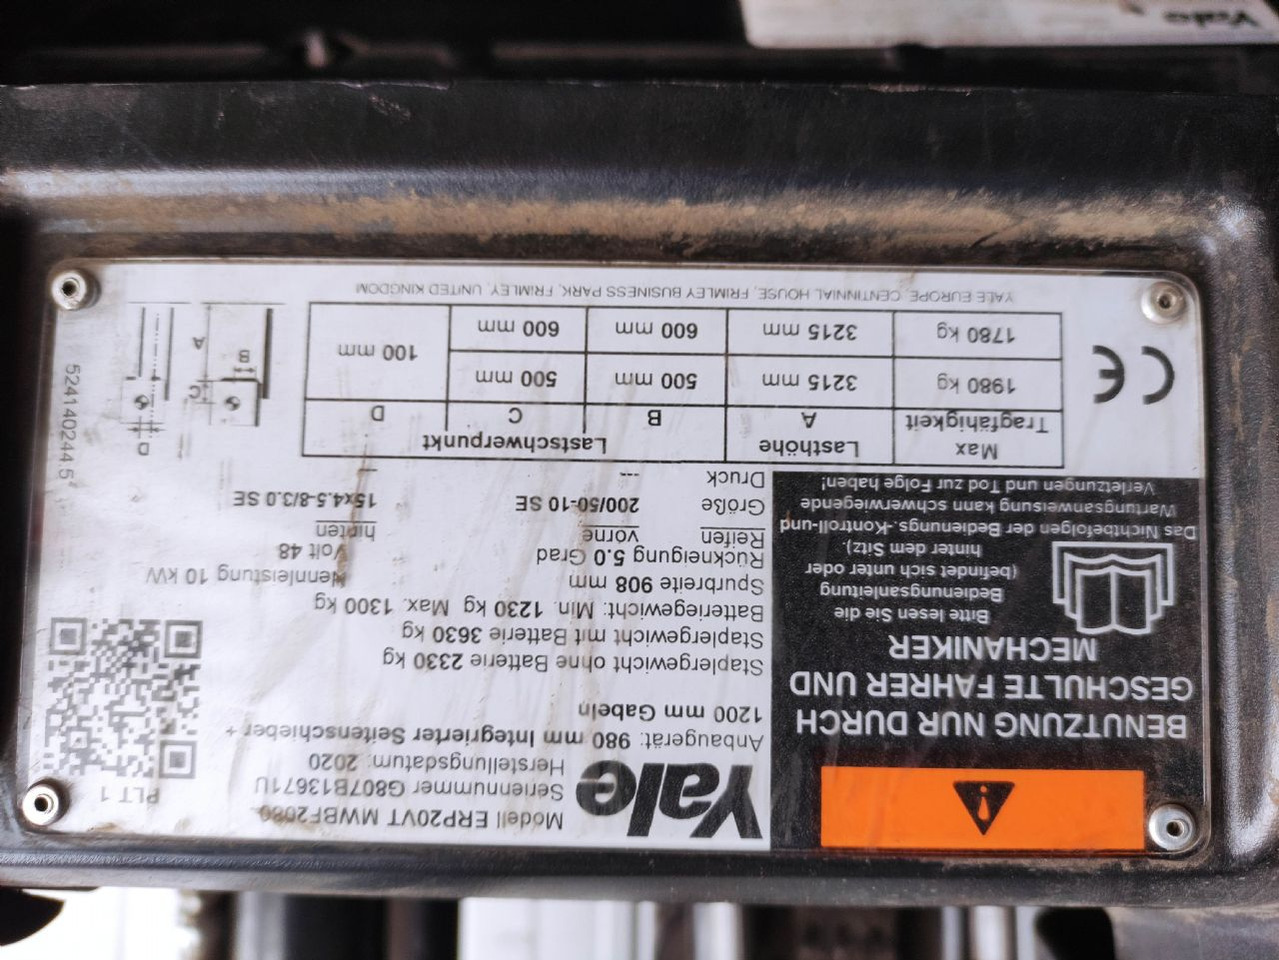 BENUTZUNG NUR DURCH
GESCHULTE FAHRER UND
MECHANIKER
Bitte lesen Sie die
Bedienungsanleitung
(befindet sich unter oder
hinter dem Sitz).
Das Nichtbefolgen der Bedienungs-,Kontroll-und
Wartungsanweisung kann schwerwiegende
Verletzungen und Tod zur Folge haben!
Yale
Modell ERP20VT MWBF2080
Seriennummer G807B13671U
Herstellungsdatum: 2020
PLT 1
Anbaugerät: 980 mm Integrierter Seitenschieber +
1200 mm Gabeln
Staplergewicht ohne Batterie 2330 kg
Staplergewicht mit Batterie 3630 kg
Batteriegewicht: Min. 1230 kg Max. 1300 kg
Spurbreite 908 mm Nennleistung 10 kW
Rückneigung 5.0 Grad Volt 48
Reifen vorne hinten
Größe 200/50-10 SE 15x4.5-8/3.0 SE
Druck --- --
CE
Max Tragfähigkeit Lasthöhe A Lastschwerpunkt
B C D
1980 kg 3215 mm 500 mm 500 mm 100 mm
1780 kg 3215 mm 600 mm 600 mm
YALE EUROPE, CENTINNIAL HOUSE, FRIMLEY BUSINESS PARK, FRIMLEY, UNITED KINGDOM
D
C
B
A
524140244.5
Yale